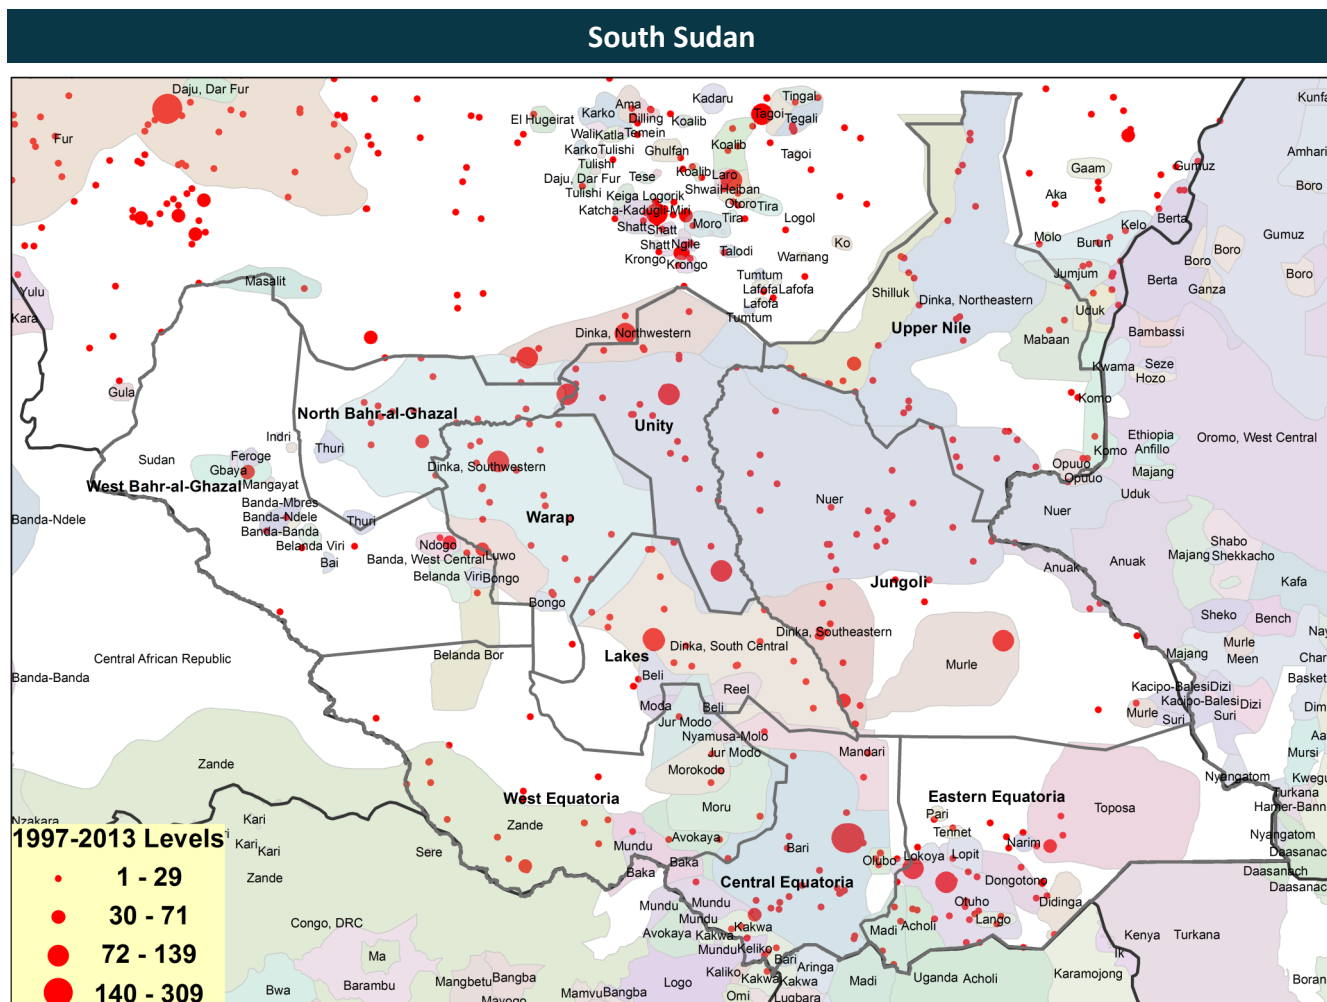 South Sudan
Daju, Dar Fur
Fur
El Hugeirat
Karko
Ama
Dilling
Koalib
Kadaru
Tingal
Tagoi
Tegali
Wali
Katla
Temein
Karko
Tulishi
Ghulfan
Koalib
Tagoi
Tulishi
Daju, Dar Fur
Tese
Koalib
Laro
Tulishi
Shwai
Heiban
Keiga
Logorik
Otoro
Tira
Katcha-Kadugli-Miri
Moro
Tira
Logol
Shatt
Shatt
Shatt
Ngile
Talodi
Ko
Krongo
Krongo
Warnang
Tumtum
Lafofa
Lafofa
Lafofa
Tumtum
Gaam
Aka
Gumuz
Berta
Molo
Burun
Kelo
Jumjum
Berta
Uduk
Mabaan
Kunfa
Amhari
Boro
Gumuz
Boro
Boro
Boro
Ganza
Bambassi
Kwama
Seze
Hozo
Komo
Ethiopia
Anfillo
Komo
Majang
Oromo, West Central
Opuuo
Opuuo
Uduk
Yulu
Kara
Masalit
Gula
Shilluk
Dinka, Northeastern
Upper Nile
Dinka, Northwestern
North Bahr-al-Ghazal
Unity
Indri
Thuri
Sudan
Feroge
Gbaya
West Bahr-al-Ghazal
Mangayat
Dinka, Southwestern
Banda-Mbres
Banda-Ndele
Banda-Ndele
Banda-Banda
Thuri
Belanda Viri
Bai
Warap
Nuer
Nuer
Ndogo
Banda, West Central
Luwo
Belanda Viri
Bongo
Bongo
Jungoli
Anuak
Anuak
Majang
Shabo
Shekkacho
Kafa
Sheko
Bench
Murle
Meen
Majang
Nay
Char
Basket
Central African Republic
Banda-Banda
Belanda Bor
Lakes
Dinka, South Central
Dinka, Southeastern
Murle
Beli
Reel
Moda
Beli
Jur Modo
Nyamusa-Molo
Jur Modo
Mandari
Morokodo
Kacipo-Balesi
Dizi
Kacipo-Balesi
Dizi
Murle
Suri
Suri
Dim
Aa
Mursi
Nyangatom
Kwegu
Turkana
Hamer-Bann
Nyangatom
Daasanac
Daasanach
Daasanac
Zande
West Equatoria
Zande
Moru
Eastern Equatoria
Pari
Tennet
Toposa
Nzakara
Kari
Kari
Kari
Zande
Sere
Mundu
Avokaya
Bari
Olubo
Lokoya
Lopit
Narim
Baka
Baka
Central Equatoria
Dongotono
Otuho
Didinga
Mundu
Mundu
Mundu
Lango
Kakwa
Madi
Acholi
Avokaya
Kakwa
Mundu
Keliko
Bari
Kenya
Turkana
Ik
Congo, DRC
Ma
Barambu
Bwa
Mangbetu
Bangba
Mayogo
Mamvu
Bangba
Logo
Kaliko
Kakwa
Kakwa
Aringa
Omi
Lugbara
Madi
Uganda
Acholi
Karamojong
Boran
1997-2013 Levels
1 - 29
30 - 71
72 - 139
140 - 309